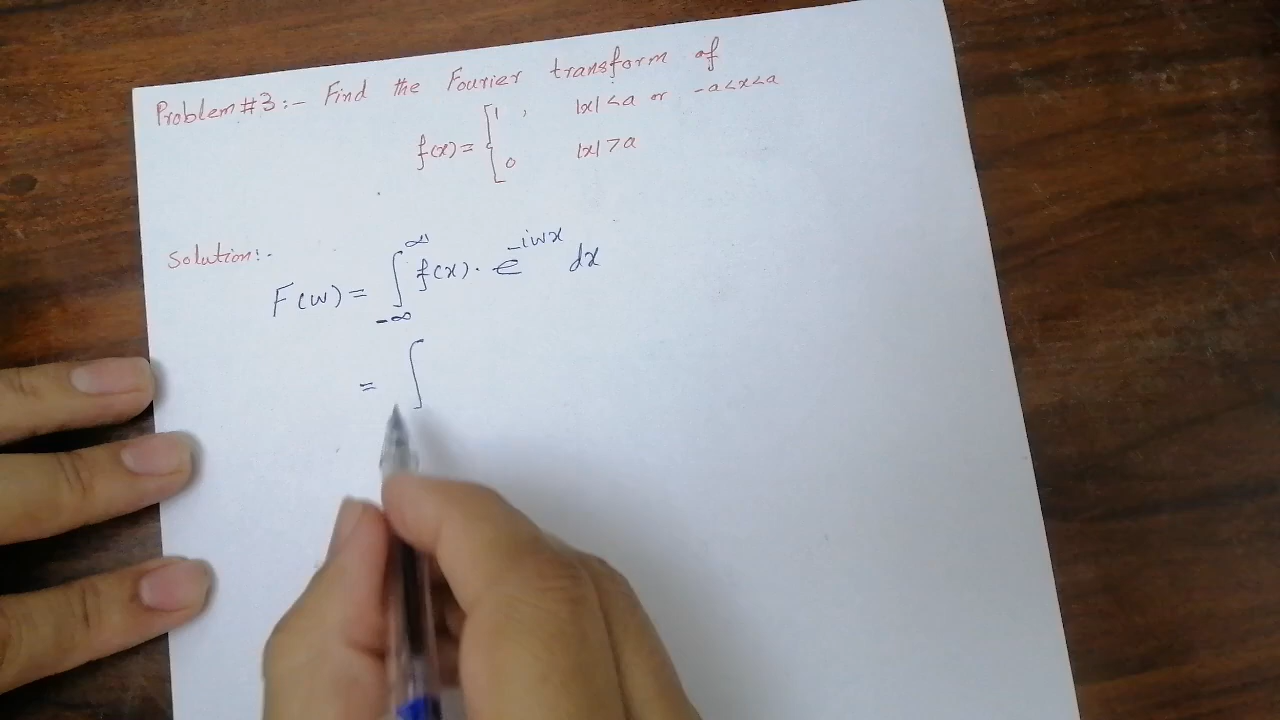 Problem#3:- Find the Fourier transform of
f(x)= { 1 , |x|<a or -a<x<a
0 |x|>a
Solution:-
F(w)= ∫_{-∞}^{∞} f(x). e^{-iwx} dx
= ∫